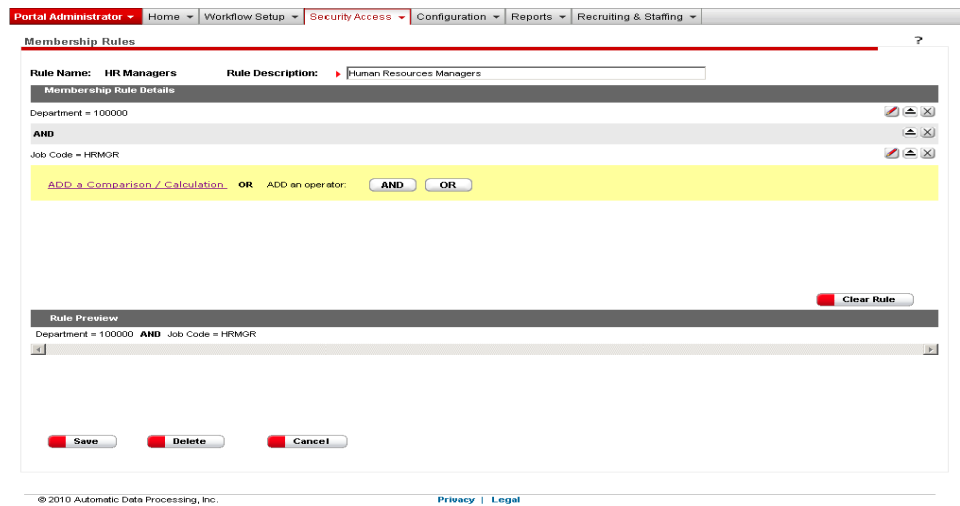 Portal Administrator Home Workflow Setup Security Access Configuration Reports Recruiting & Staffing
Membership Rules ?
Rule Name: HR Managers Rule Description: Human Resources Managers
Membership Rule Details
Department = 100000
AND
Job Code = HRMGR
ADD a Comparison / Calculation OR ADD an operator: AND OR
Clear Rule
Rule Preview
Department = 100000 AND Job Code = HRMGR
Save Delete Cancel
© 2010 Automatic Data Processing, Inc. Privacy | Legal